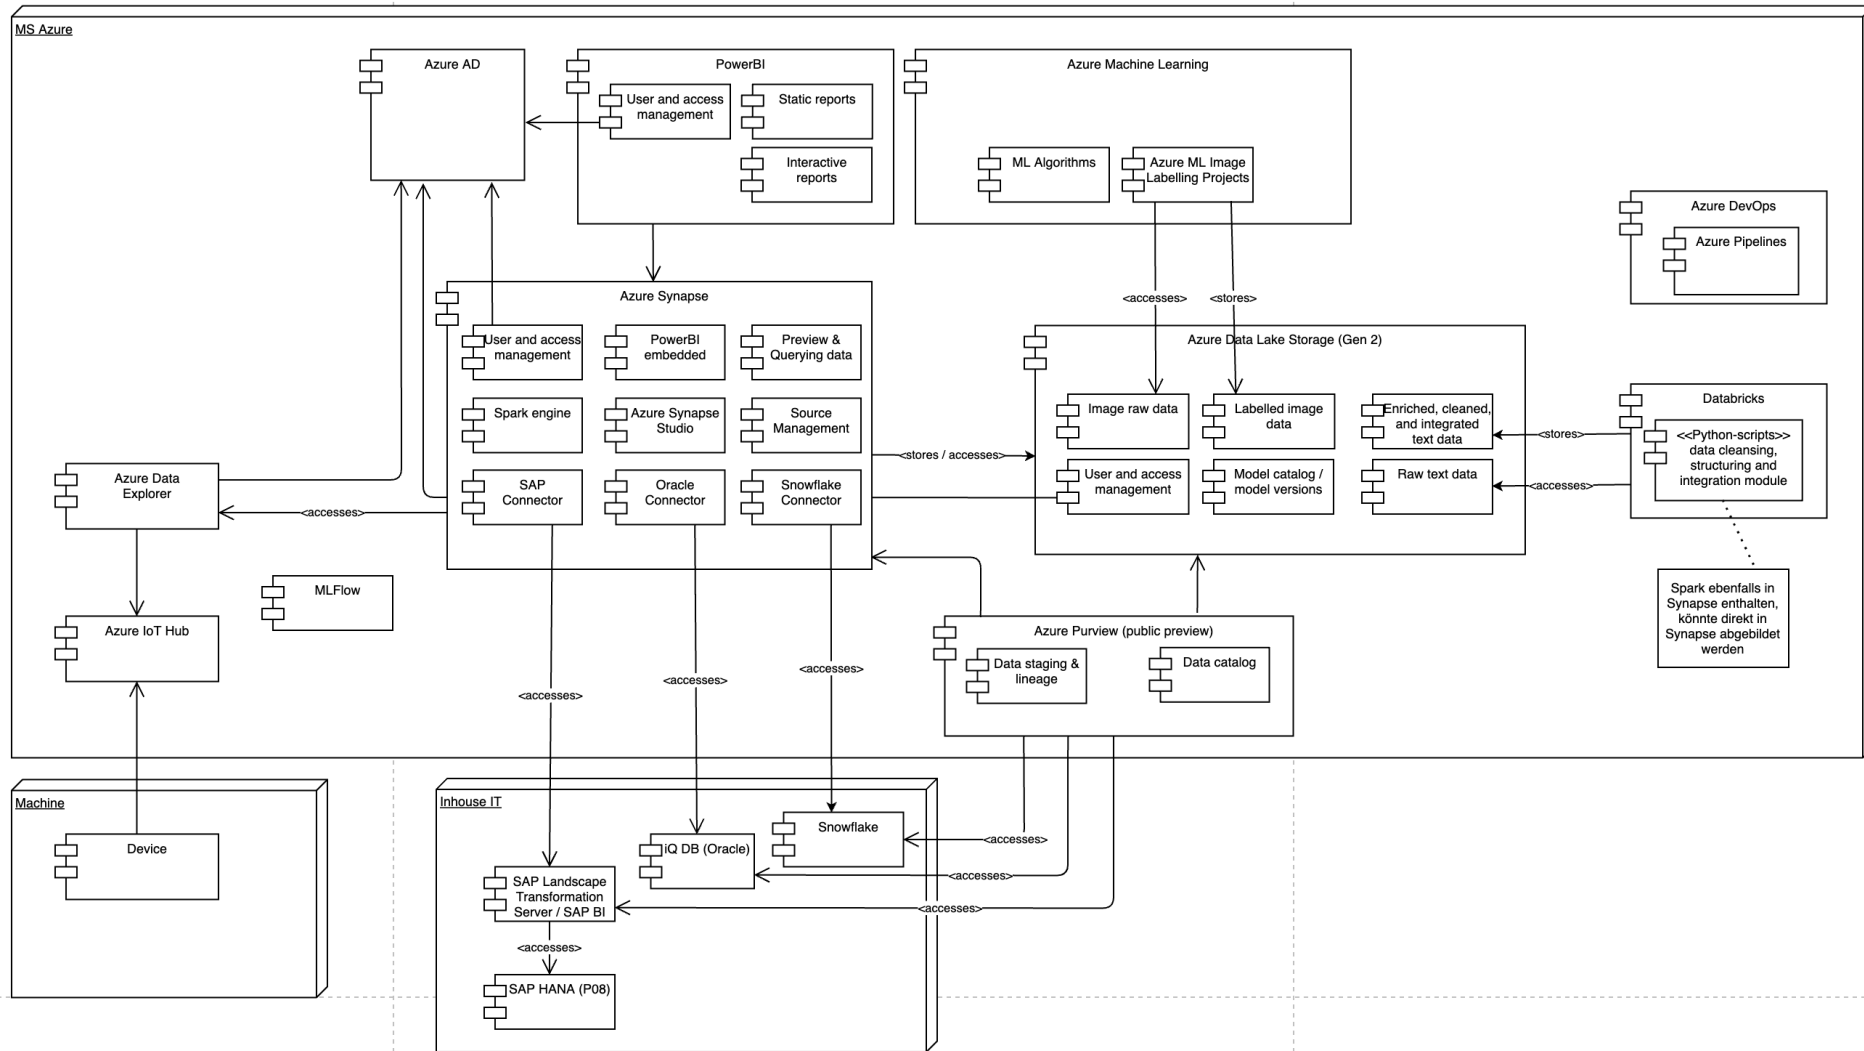 MS Azure
Azure AD
PowerBI
User and access
management
Static reports
Interactive
reports
Azure Machine Learning
ML Algorithms
Azure ML Image
Labelling Projects
Azure DevOps
Azure Pipelines
<accesses>
<stores>
Azure Synapse
User and access
management
PowerBI
embedded
Preview &
Querying data
Spark engine
Azure Synapse
Studio
Source
Management
SAP
Connector
Oracle
Connector
Snowflake
Connector
<stores / accesses>
Azure Data Lake Storage (Gen 2)
Image raw data
Labelled image
data
Enriched, cleaned,
and integrated
text data
User and access
management
Model catalog /
model versions
Raw text data
<stores>
<accesses>
Databricks
<<Python-scripts>>
data cleansing,
structuring and
integration module
Spark ebenfalls in
Synapse enthalten,
könnte direkt in
Synapse abgebildet
werden
Azure Data
Explorer
<accesses>
MLFlow
Azure IoT Hub
Azure Purview (public preview)
Data staging &
lineage
Data catalog
<accesses>
<accesses>
<accesses>
Machine
Device
Inhouse IT
Snowflake
iQ DB (Oracle)
SAP Landscape
Transformation
Server / SAP BI
<accesses>
<accesses>
<accesses>
<accesses>
SAP HANA (P08)